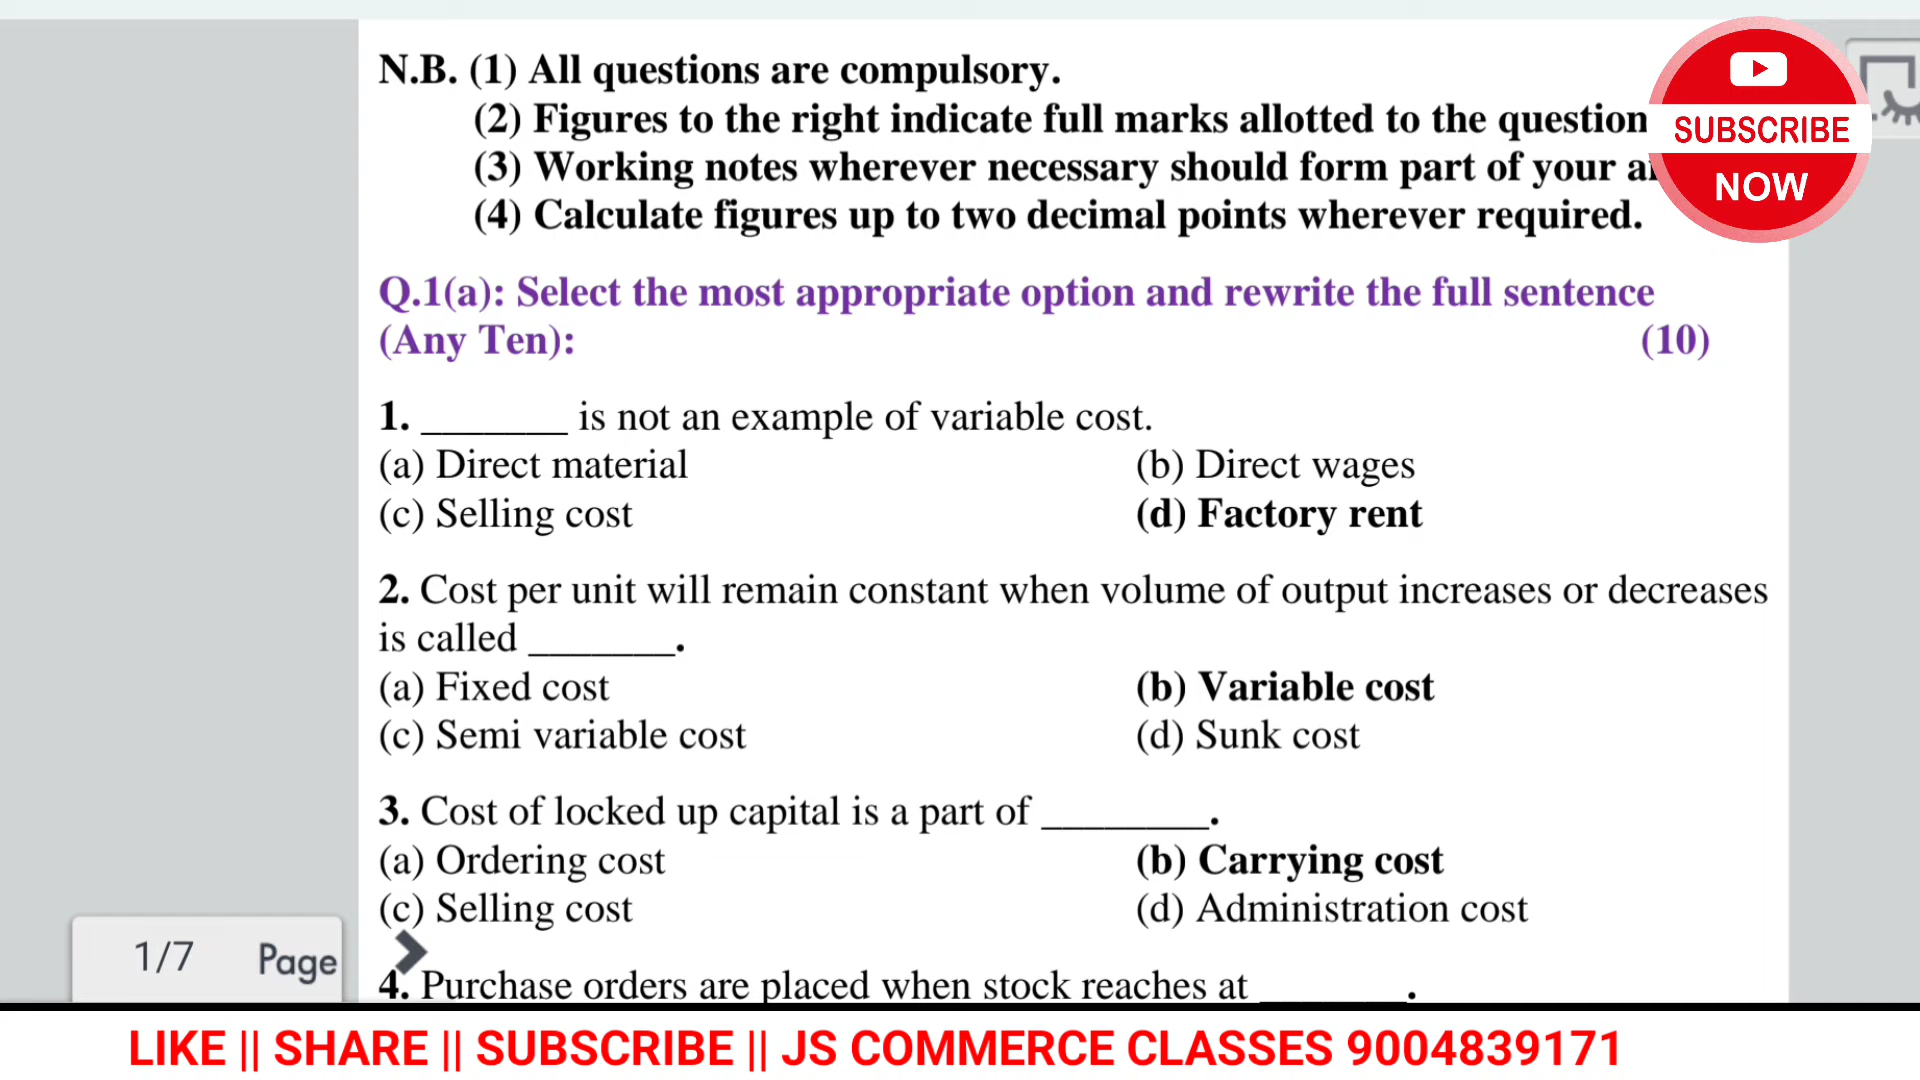 N.B. (1) All questions are compulsory.
(2) Figures to the right indicate full marks allotted to the question
(3) Working notes wherever necessary should form part of your
(4) Calculate figures up to two decimal points wherever required.
SUBSCRIBE
NOW
Q.1(a): Select the most appropriate option and rewrite the full sentence
(Any Ten): (10)
1. _______ is not an example of variable cost.
(a) Direct material (b) Direct wages
(c) Selling cost (d) Factory rent
2. Cost per unit will remain constant when volume of output increases or decreases
is called _______.
(a) Fixed cost (b) Variable cost
(c) Semi variable cost (d) Sunk cost
3. Cost of locked up capital is a part of ________.
(a) Ordering cost (b) Carrying cost
(c) Selling cost (d) Administration cost
4. Purchase orders are placed when stock reaches at _______.
1/7 Page
LIKE || SHARE || SUBSCRIBE || JS COMMERCE CLASSES 9004839171